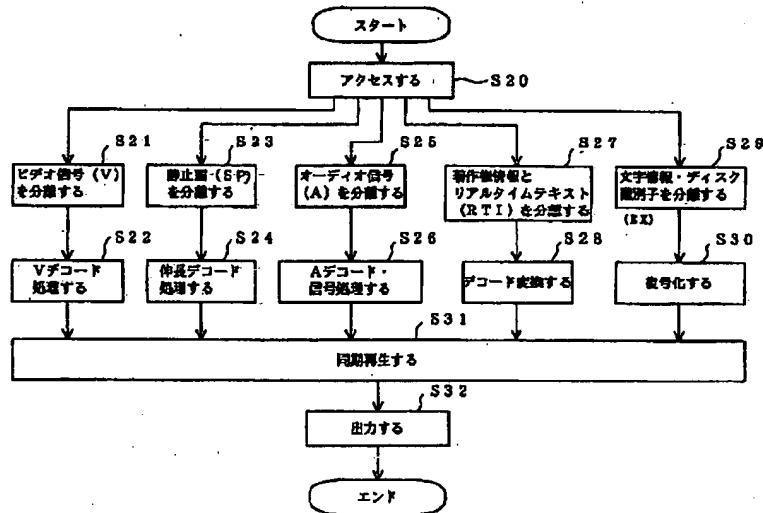 スタート
アクセスする
S20
S21
ビデオ信号(V)
を分離する
S23
静止画(SP)
を分離する
S25
オーディオ信号
(A)を分離する
S27
著作権情報と
リアルタイムテキスト
(RTI)を分離する
S29
文字情報・ディスク
識別子を分離する
(EX)
S22
Vデコード
処理する
S24
伸長デコード
処理する
S26
Aデコード・
信号処理する
S28
デコード変換する
S30
復号化する
S31
同期再生する
S32
出力する
エンド